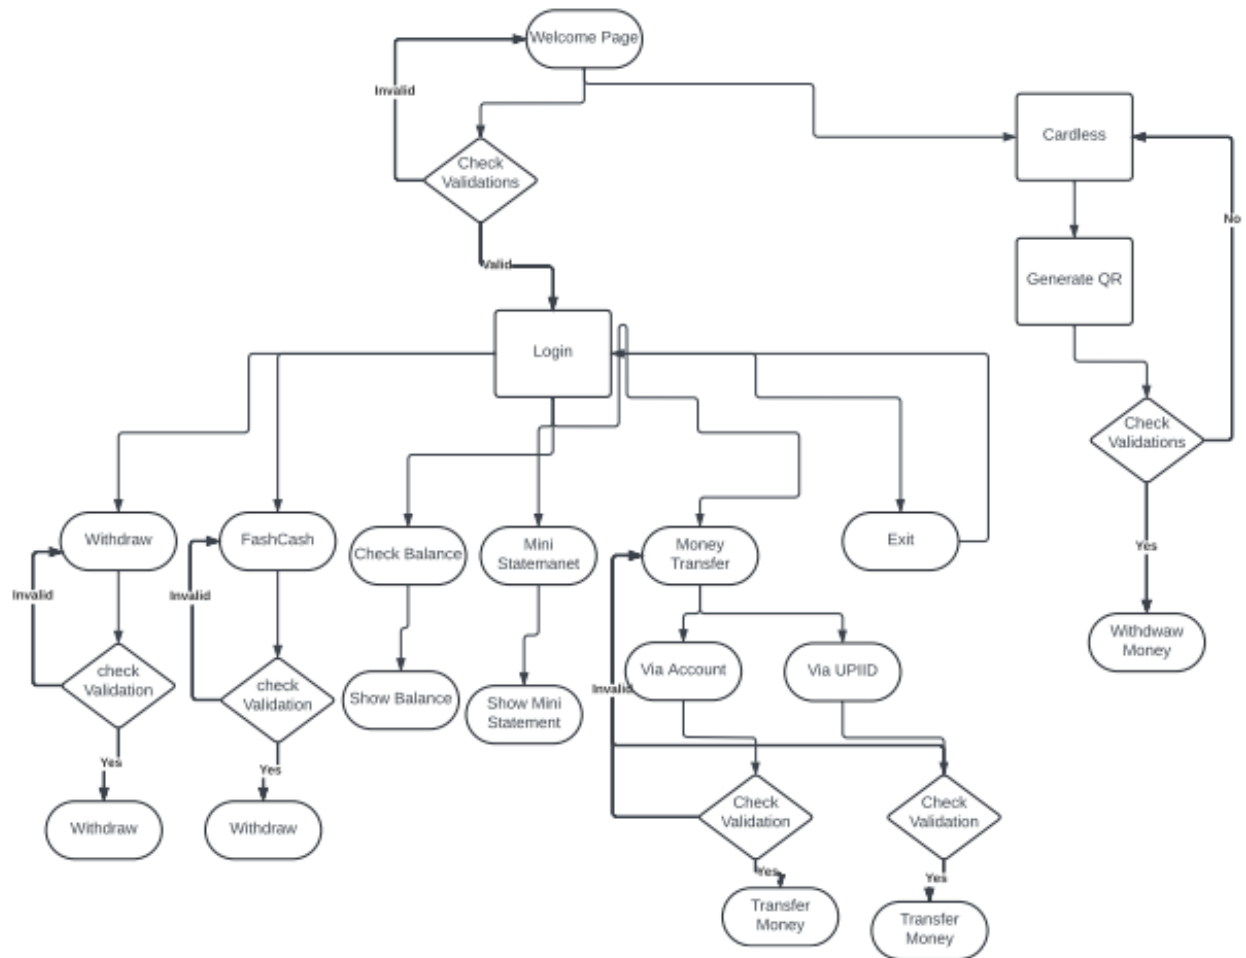 Welcome Page
Invalid
Cardless
Check
Validations
No
Valid
Generate QR
Login
Check
Validations
Withdraw
FashCash
Check Balance
Mini
Statemanet
Money
Transfer
Exit
Yes
Invalid
Invalid
Withdwaw
Money
check
Validation
check
Validation
Show Balance
Show Mini
Statement
Via Account
Via UPIID
Invalid
Yes
Yes
Withdraw
Withdraw
Check
Validation
Check
Validation
Yes
Yes
Transfer
Money
Transfer
Money